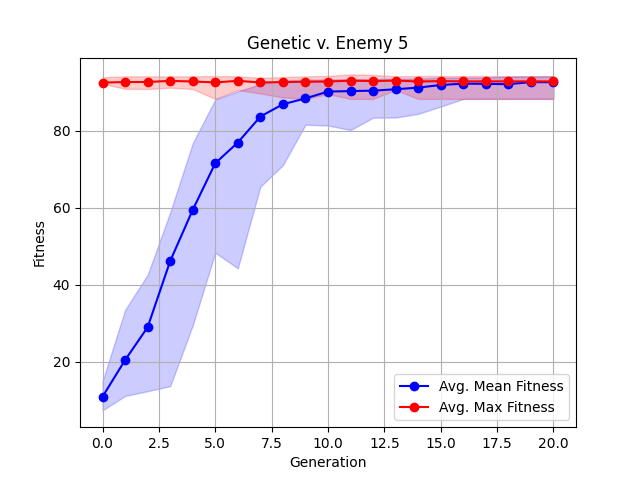 Genetic v. Enemy 5
Fitness
80
60
40
20
0.0 2.5 5.0 7.5 10.0 12.5 15.0 17.5 20.0
Generation
Avg. Mean Fitness
Avg. Max Fitness